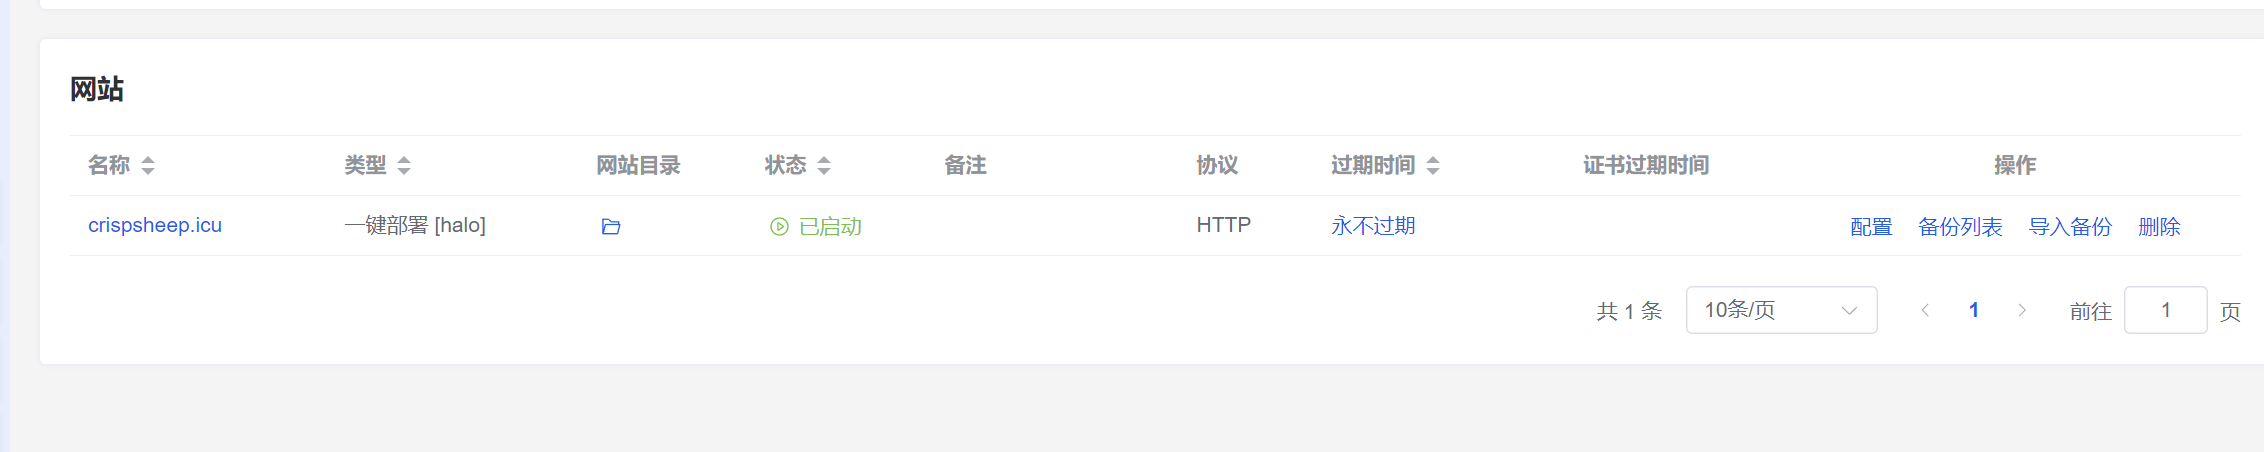 网站
名称 类型 网站目录 状态 备注 协议 过期时间 证书过期时间 操作
crispsheep.icu 一键部署 [halo] 已启动 HTTP 永不过期 配置 备份列表 导入备份 删除
共 1 条 10条/页 1 前往 1 页